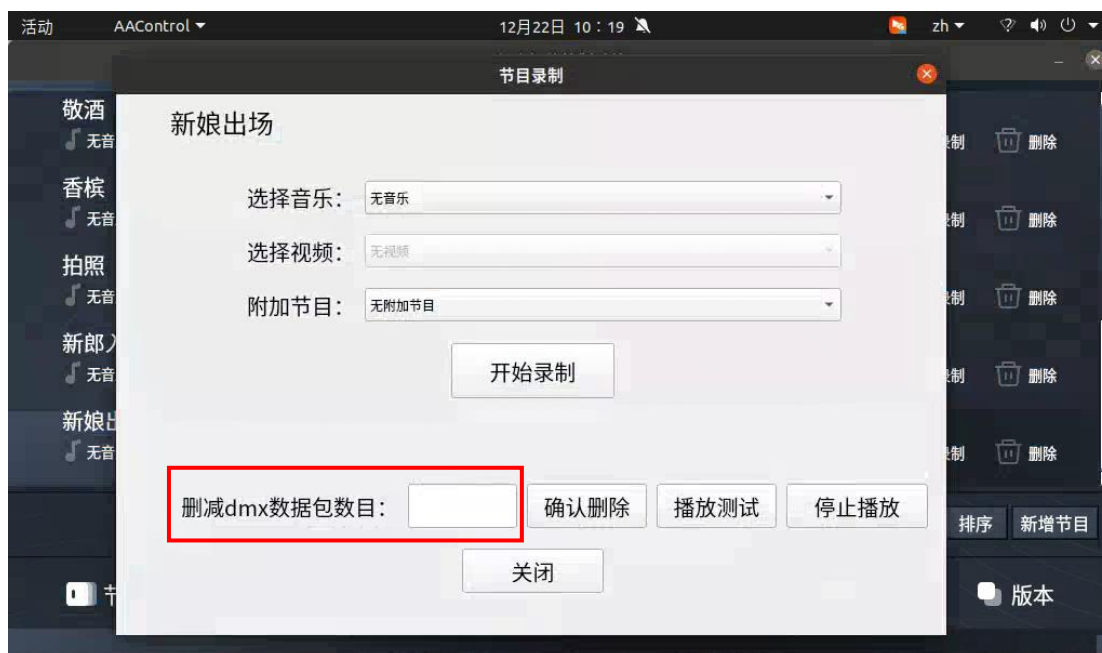 活动 AAControl 12月22日 10:19 zh
节目录制
敬酒
无音
录制 删除
香槟
无音
录制 删除
拍照
无音
录制 删除
新郎入
无音
录制 删除
新娘出
无音
录制 删除
新娘出场
选择音乐: 无音乐
选择视频: 无视频
附加节目: 无附加节目
开始录制
删减dmx数据包数目: 确认删除 播放测试 停止播放
关闭
排序 新增节目
节
版本